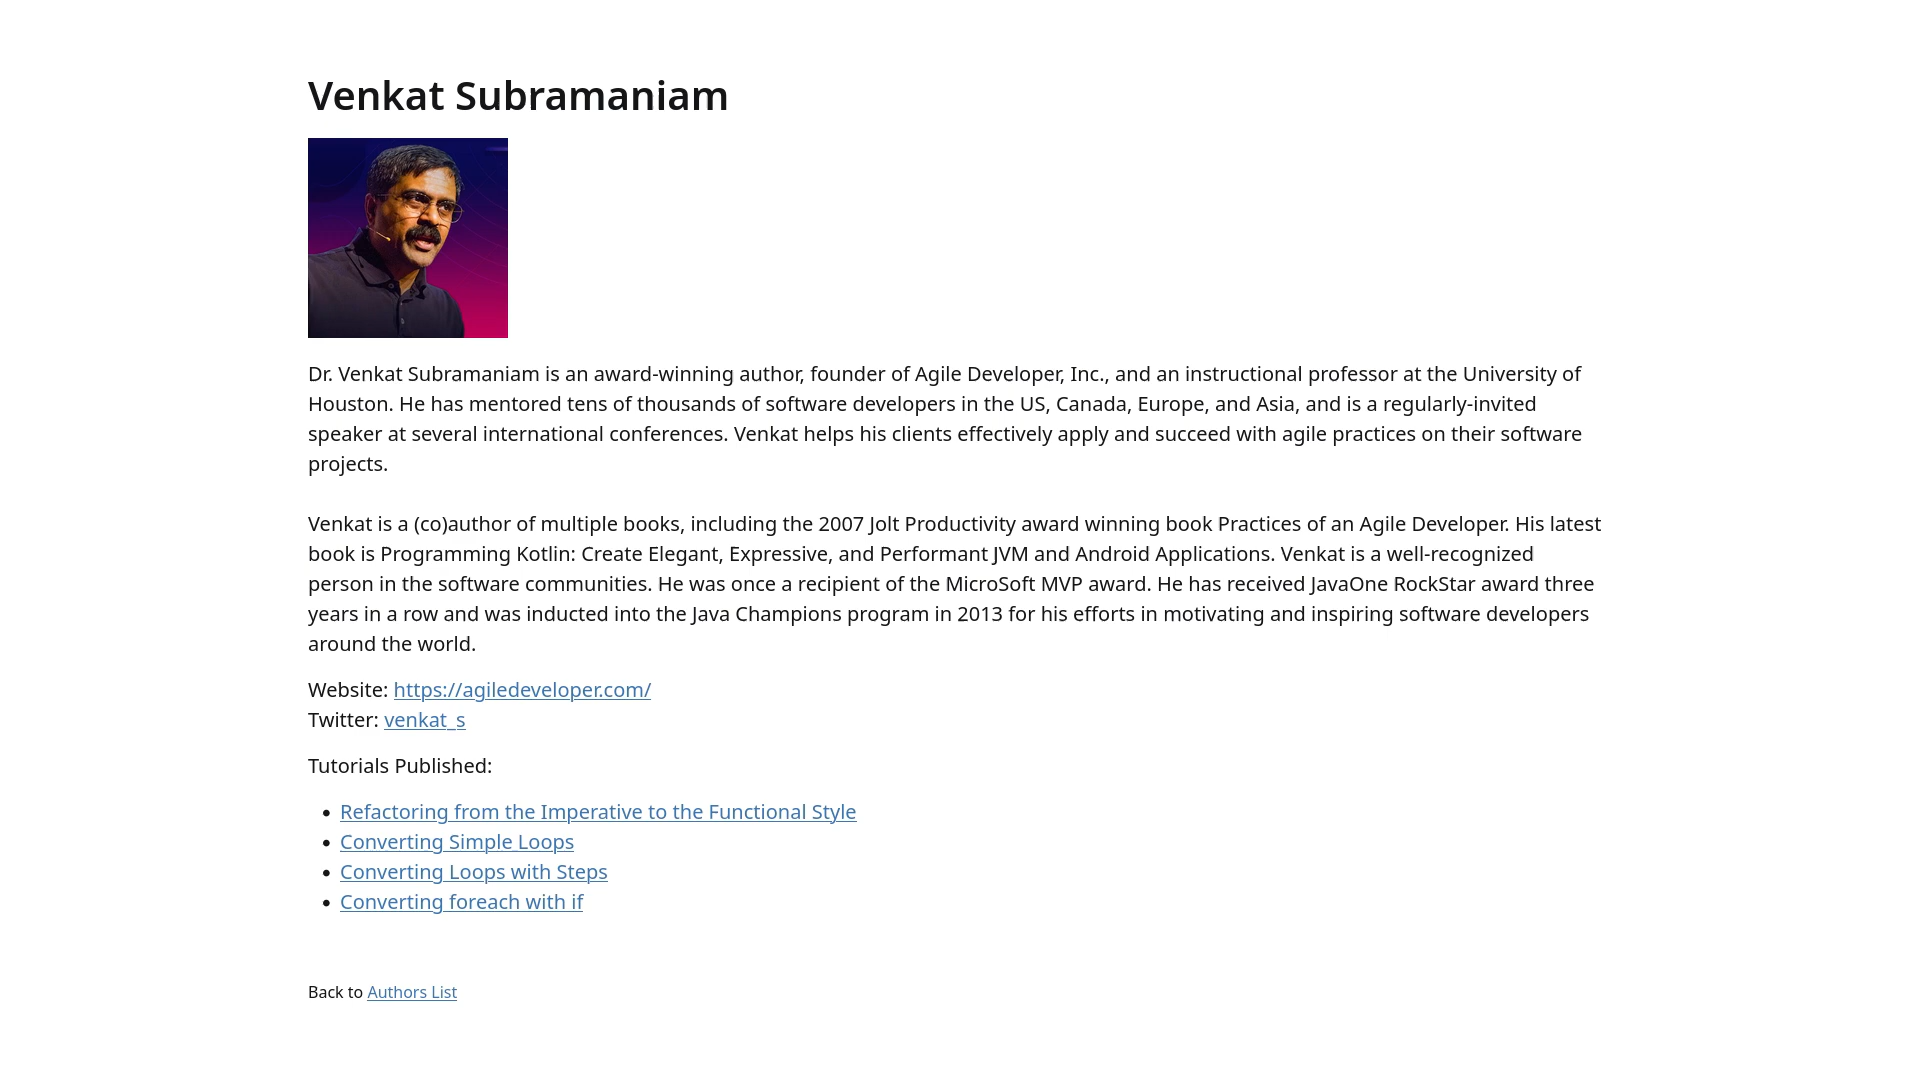 Venkat Subramaniam
Dr. Venkat Subramaniam is an award-winning author, founder of Agile Developer, Inc., and an instructional professor at the University of
Houston. He has mentored tens of thousands of software developers in the US, Canada, Europe, and Asia, and is a regularly-invited
speaker at several international conferences. Venkat helps his clients effectively apply and succeed with agile practices on their software
projects.
Venkat is a (co)author of multiple books, including the 2007 Jolt Productivity award winning book Practices of an Agile Developer. His latest
book is Programming Kotlin: Create Elegant, Expressive, and Performant JVM and Android Applications. Venkat is a well-recognized
person in the software communities. He was once a recipient of the MicroSoft MVP award. He has received JavaOne RockStar award three
years in a row and was inducted into the Java Champions program in 2013 for his efforts in motivating and inspiring software developers
around the world.
Website: https://agiledeveloper.com/
Twitter: venkat_s
Tutorials Published:
• Refactoring from the Imperative to the Functional Style
• Converting Simple Loops
• Converting Loops with Steps
• Converting foreach with if
Back to Authors List